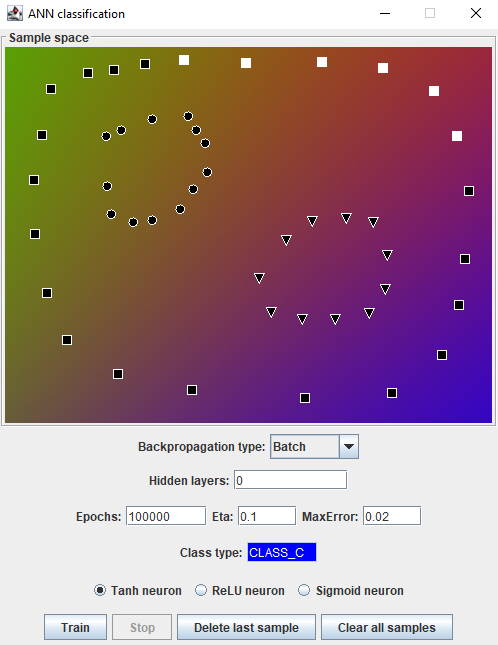 ANN classification
Sample space
Backpropagation type: Batch
Hidden layers: 0
Epochs: 100000 Eta: 0.1 MaxError: 0.02
Class type: CLASS_C
Tanh neuron ReLU neuron Sigmoid neuron
Train Stop Delete last sample Clear all samples